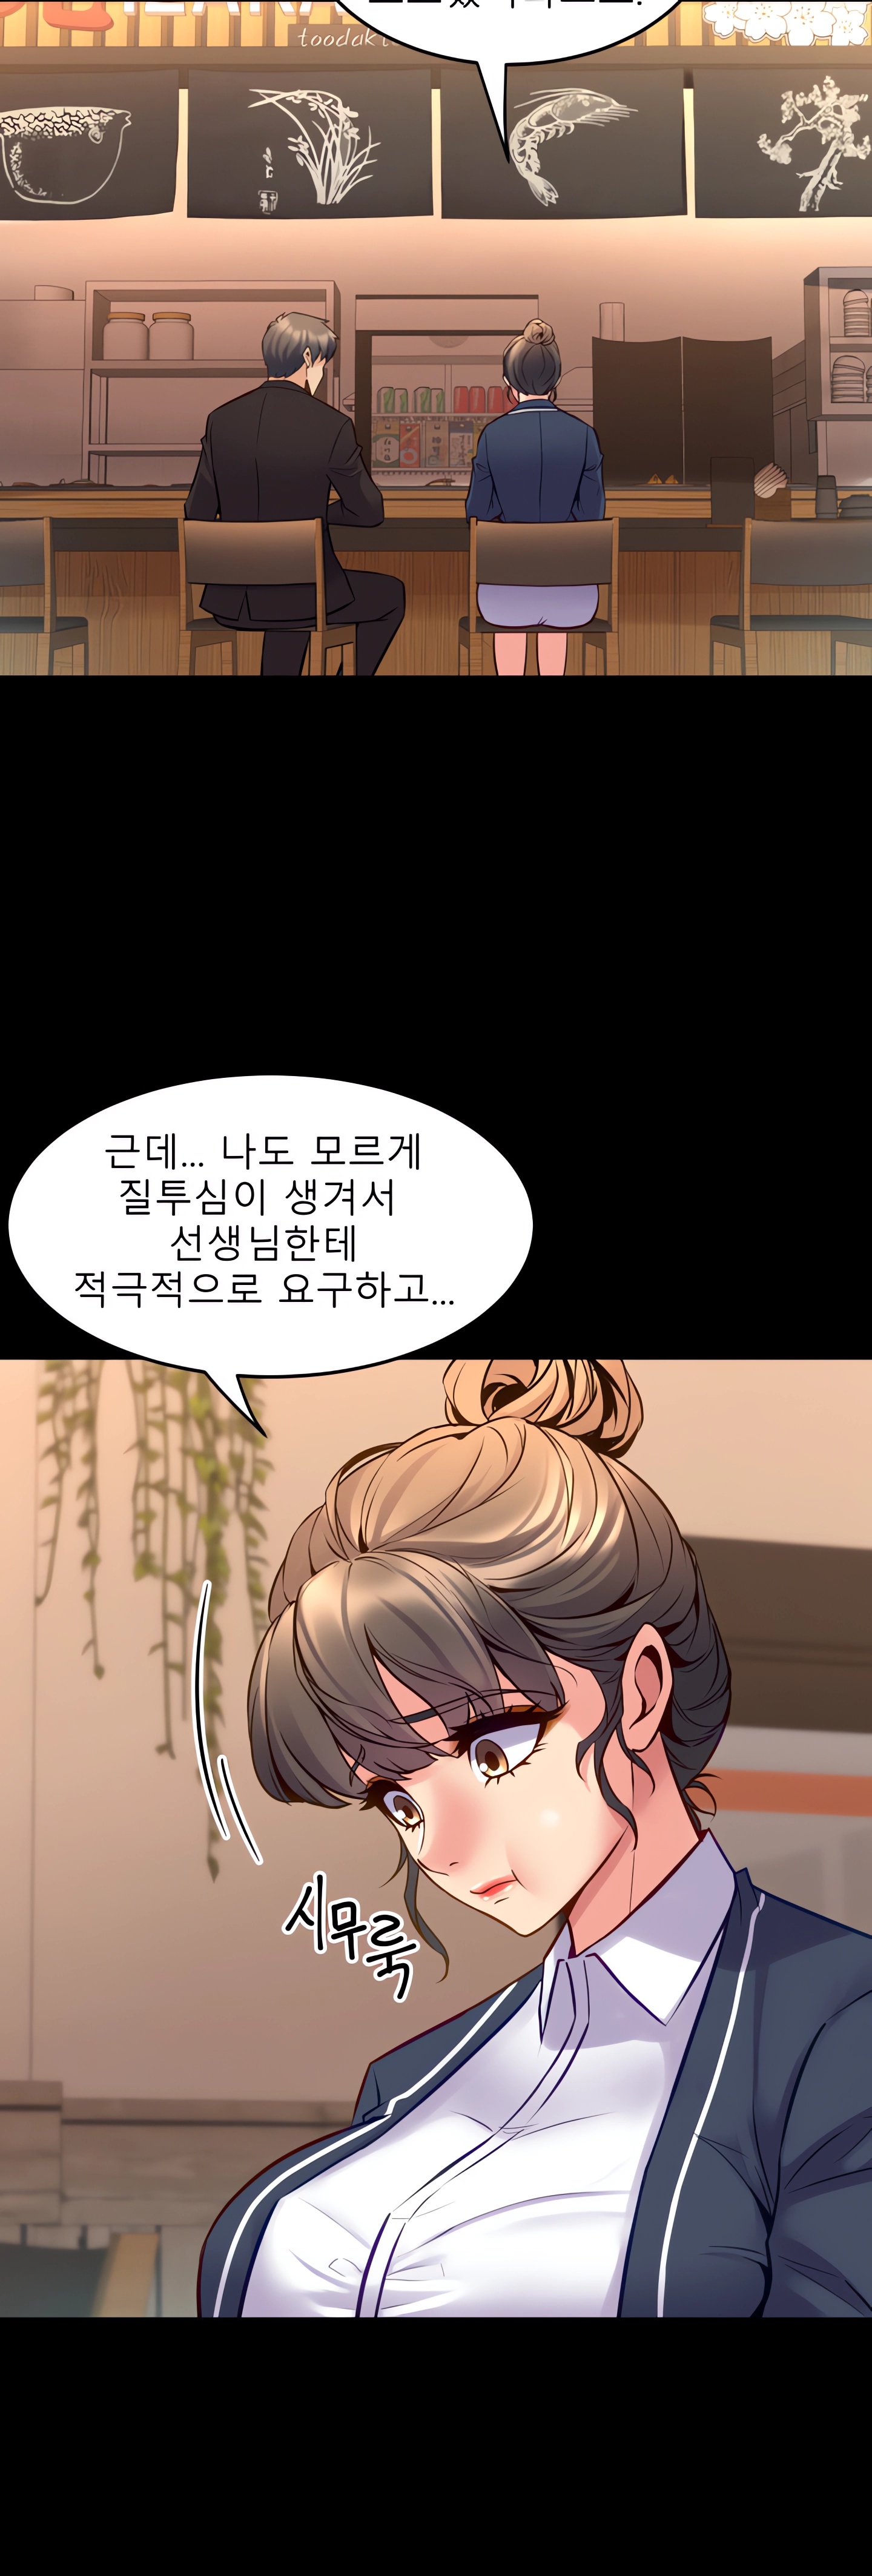 toodak
근데... 나도 모르게
질투심이 생겨서
선생님한테
적극적으로 요구하고...
시무룩